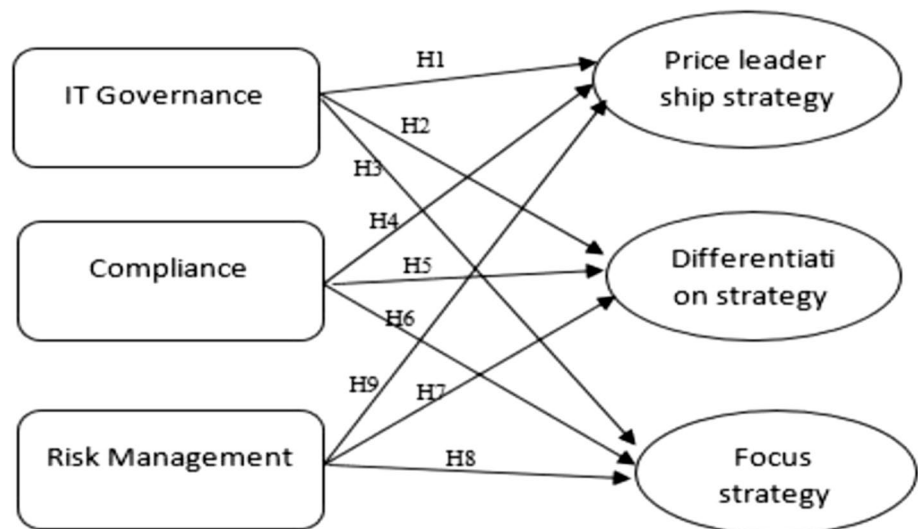 IT Governance
Compliance
Risk Management
H1
H2
H3
H4
H5
H6
H9
H7
H8
Price leader
ship strategy
Differentiati
on strategy
Focus
strategy